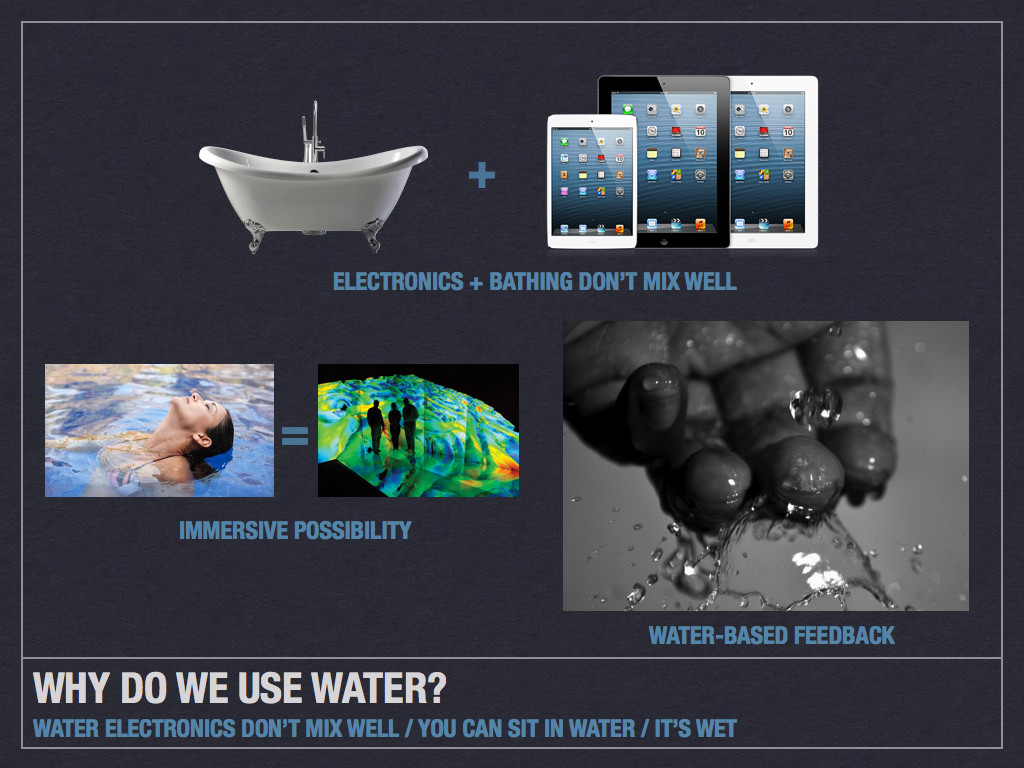 +
ELECTRONICS + BATHING DON'T MIX WELL
=
IMMERSIVE POSSIBILITY
WATER-BASED FEEDBACK
WHY DO WE USE WATER?
WATER ELECTRONICS DON'T MIX WELL / YOU CAN SIT IN WATER / IT'S WET